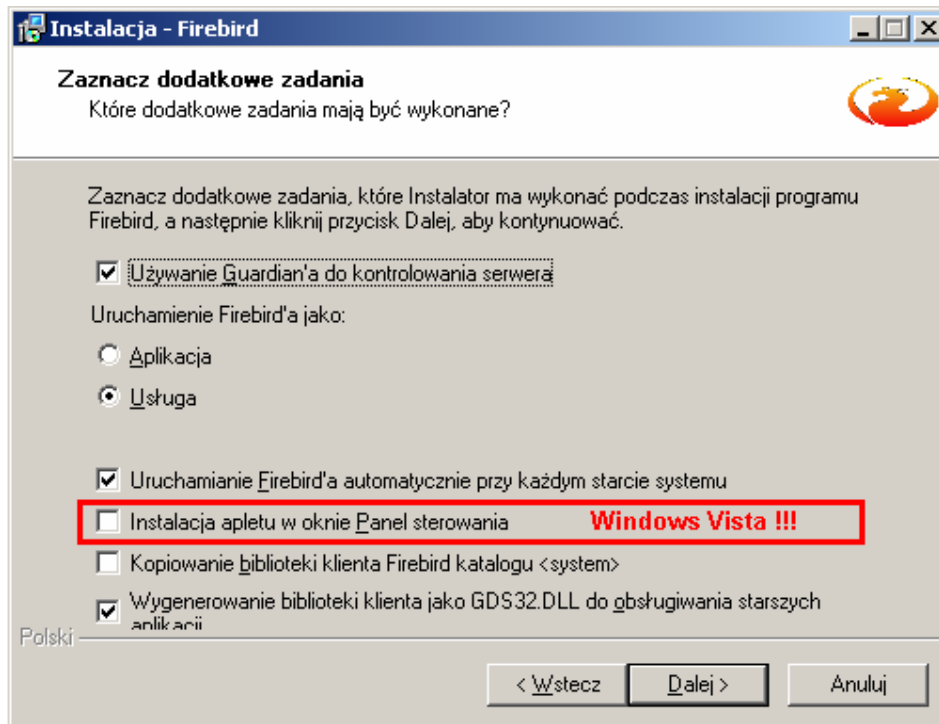 Instalacja - Firebird
Zaznacz dodatkowe zadania
Które dodatkowe zadania mają być wykonane?
Zaznacz dodatkowe zadania, które Instalator ma wykonać podczas instalacji programu
Firebird, a następnie kliknij przycisk Dalej, aby kontynuować.
Używanie Guardian'a do kontrolowania serwera
Uruchamienie Firebird'a jako:
Aplikacja
Usługa
Uruchamianie Firebird'a automatycznie przy każdym starcie systemu
Instalacja apletu w oknie Panel sterowania Windows Vista !!!
Kopiowanie biblioteki klienta Firebird katalogu <system>
Wygenerowanie biblioteki klienta jako GDS32.DLL do obsługiwania starszych
aplikacji
Polski
< Wstecz Dalej > Anuluj